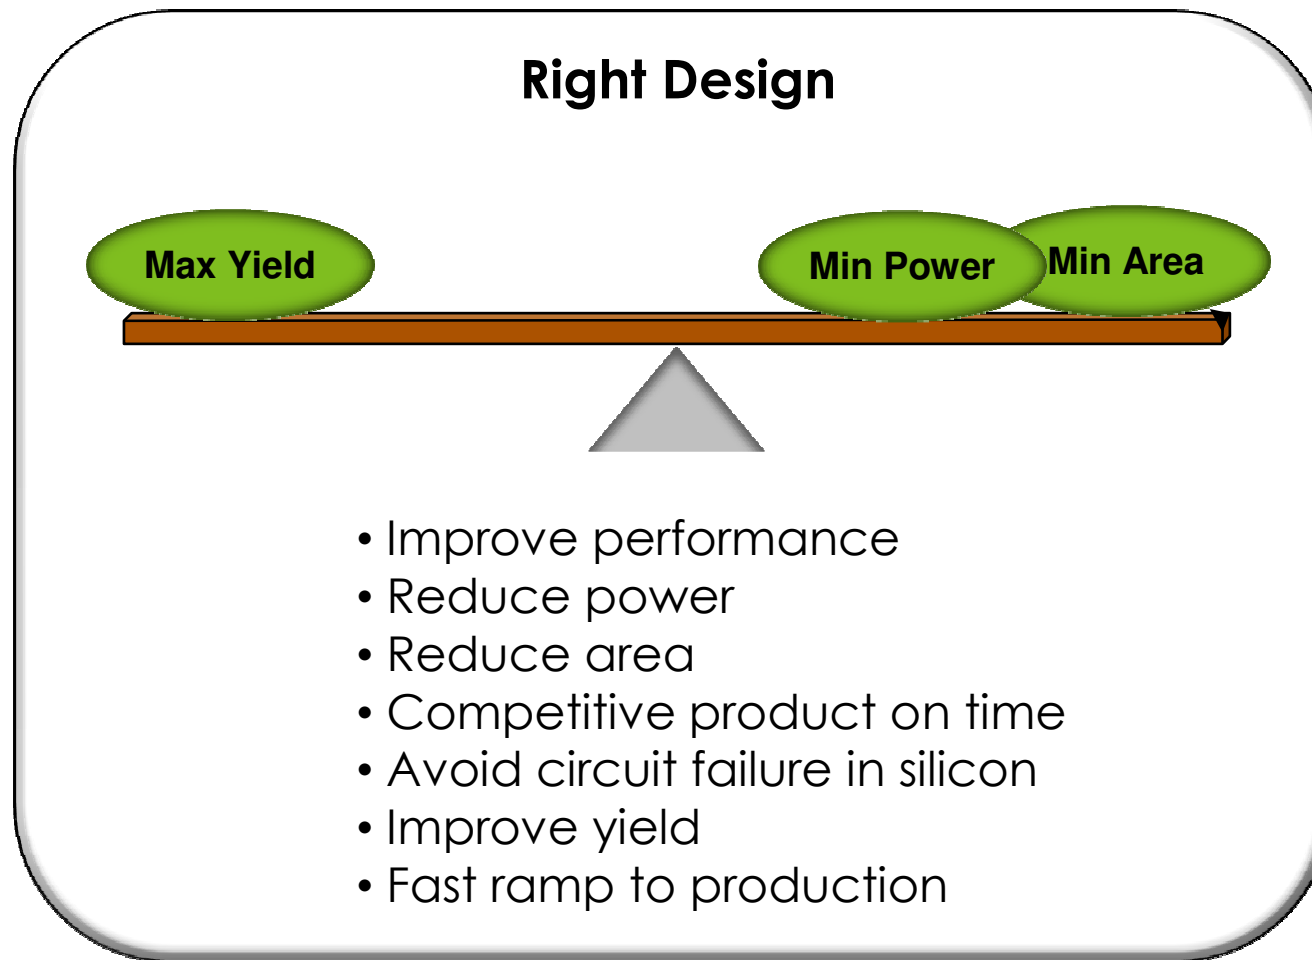 Right Design
Max Yield
Min Power
Min Area
• Improve performance
• Reduce power
• Reduce area
• Competitive product on time
• Avoid circuit failure in silicon
• Improve yield
• Fast ramp to production